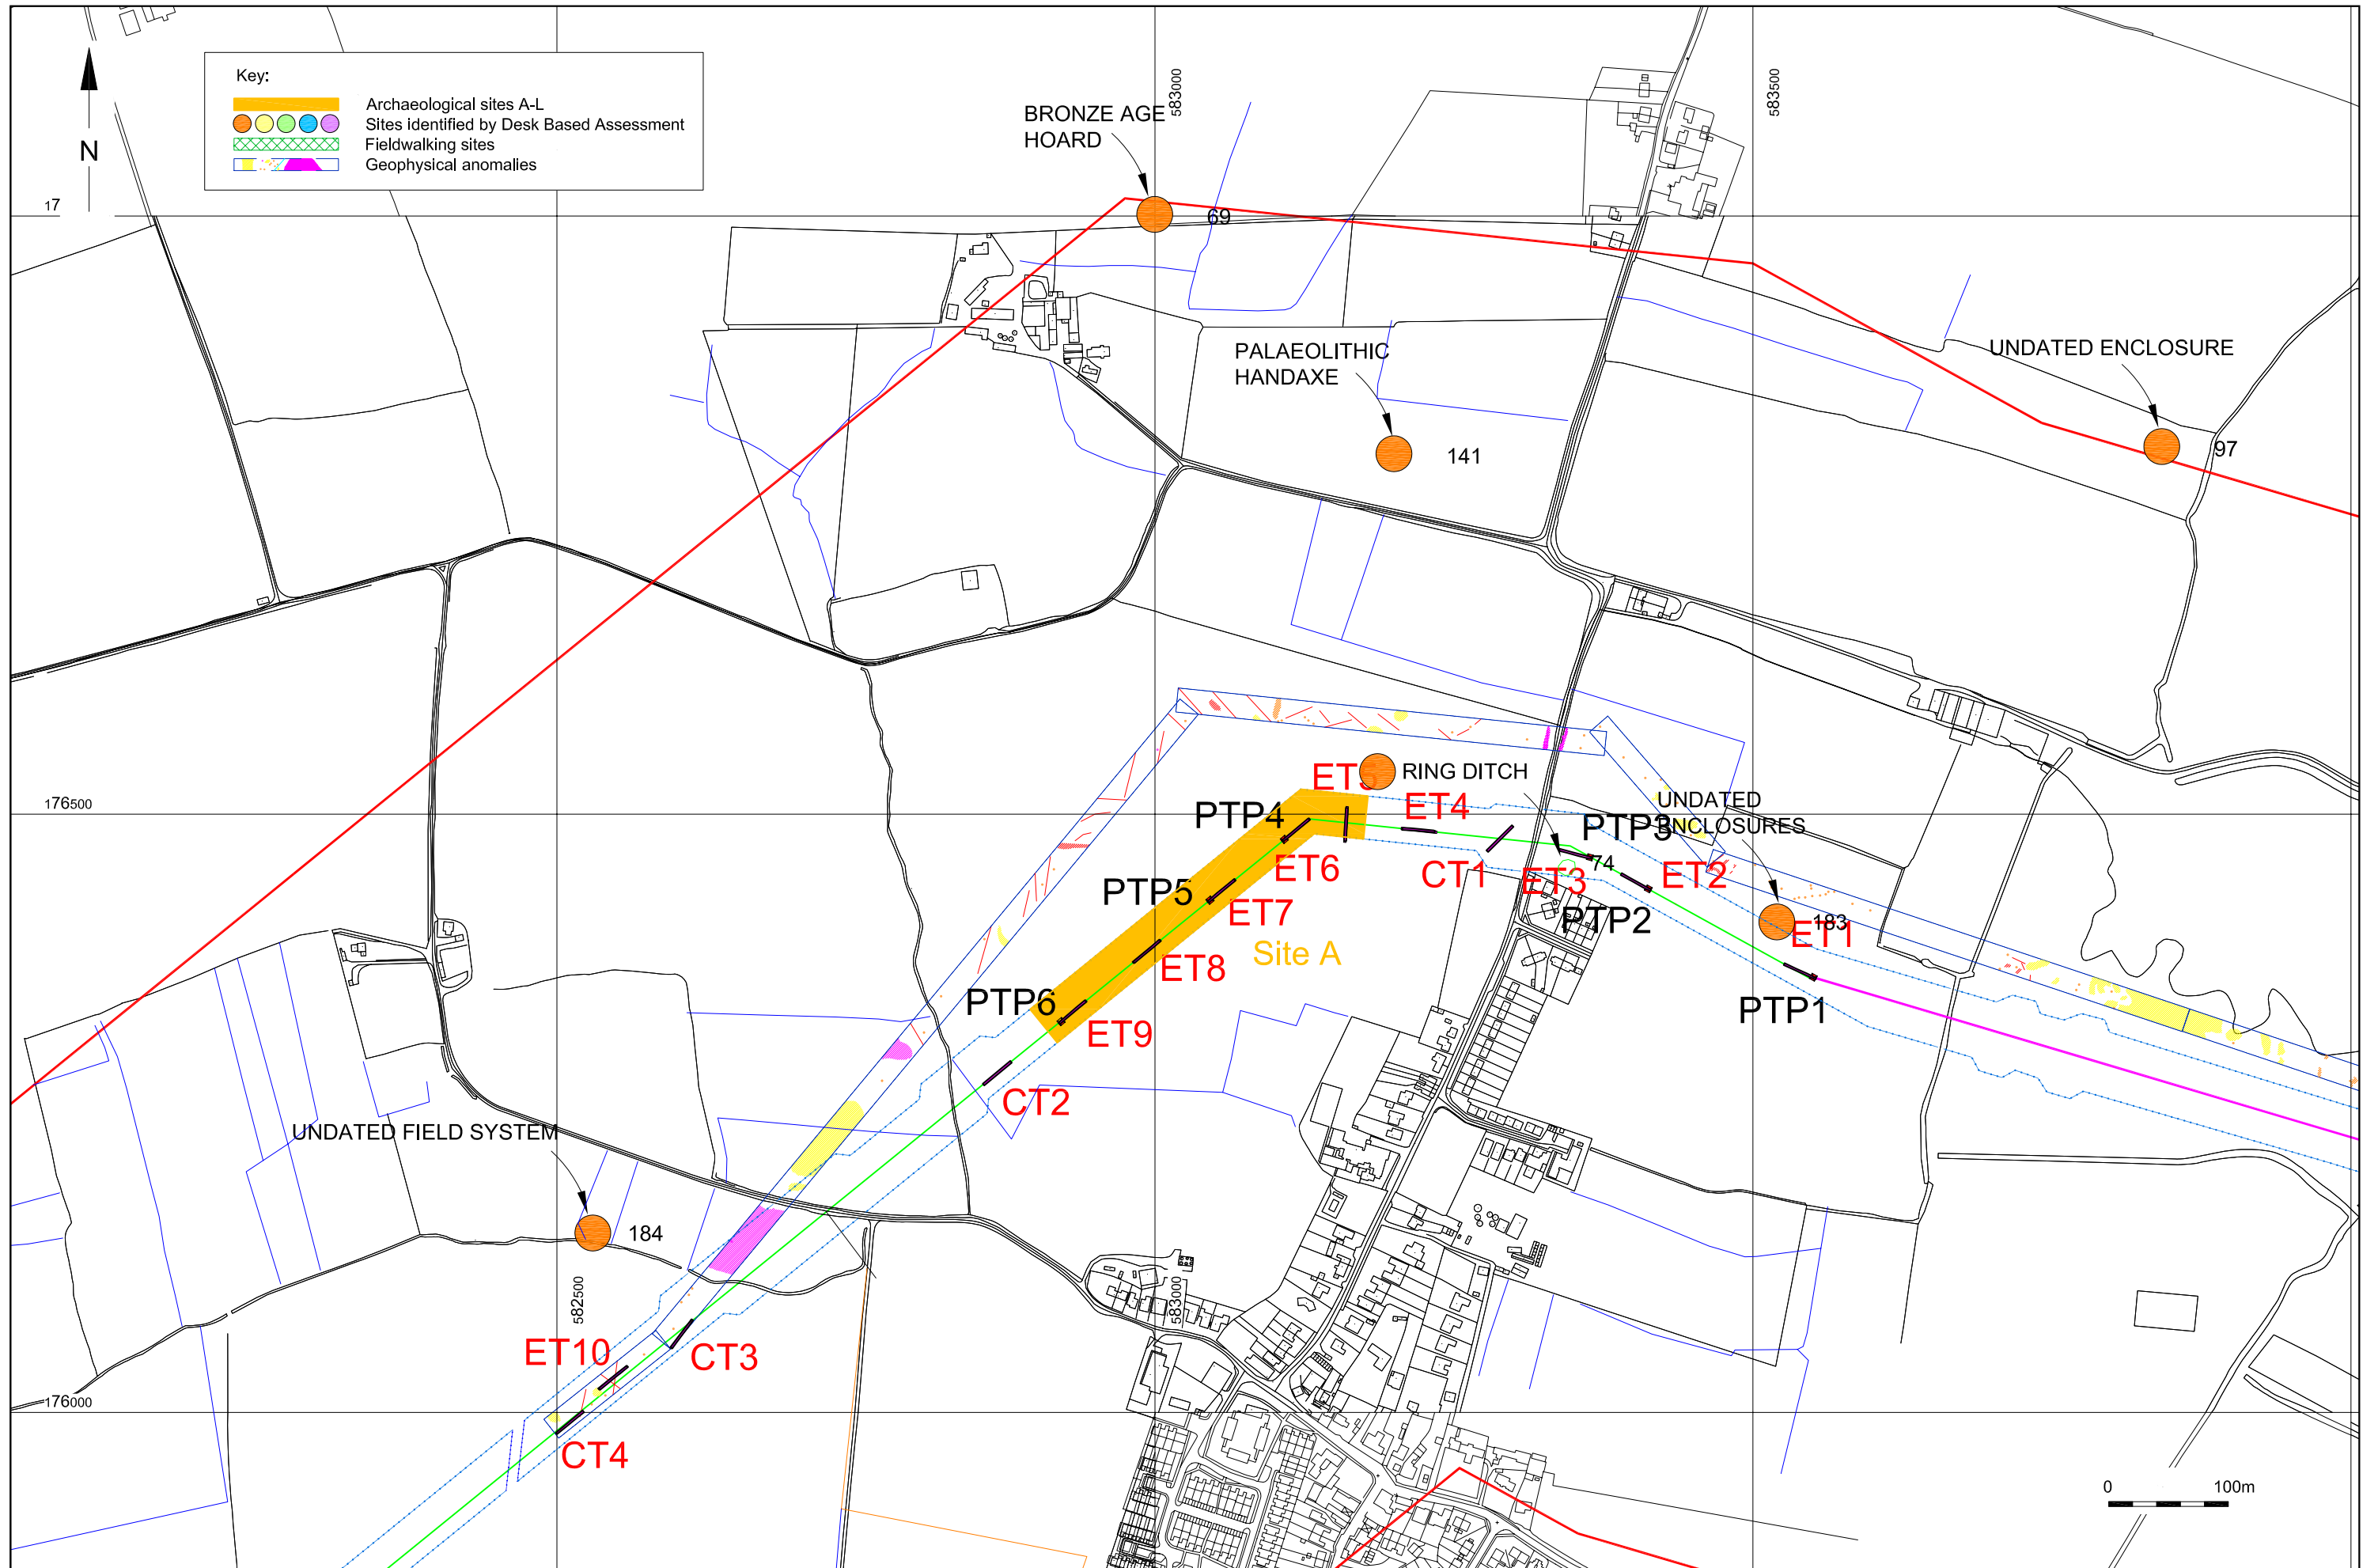 Key:
Archaeological sites A-L
Sites identified by Desk Based Assessment
Fieldwalking sites
Geophysical anomalies
N
583000
583500
BRONZE AGE
HOARD
17
69
PALAEOLITHIC
HANDAXE
141
UNDATED ENCLOSURE
97
176500
PTP4
ET5
RING DITCH
ET4
UNDATED
ENCLOSURES
PTP3
ET6
CT1
74
ET3
ET2
PTP5
ET7
PTP2
183
ET1
Site A
ET8
PTP6
PTP1
ET9
CT2
UNDATED FIELD SYSTEM
184
582500
583000
ET10
CT3
176000
CT4
0
100m